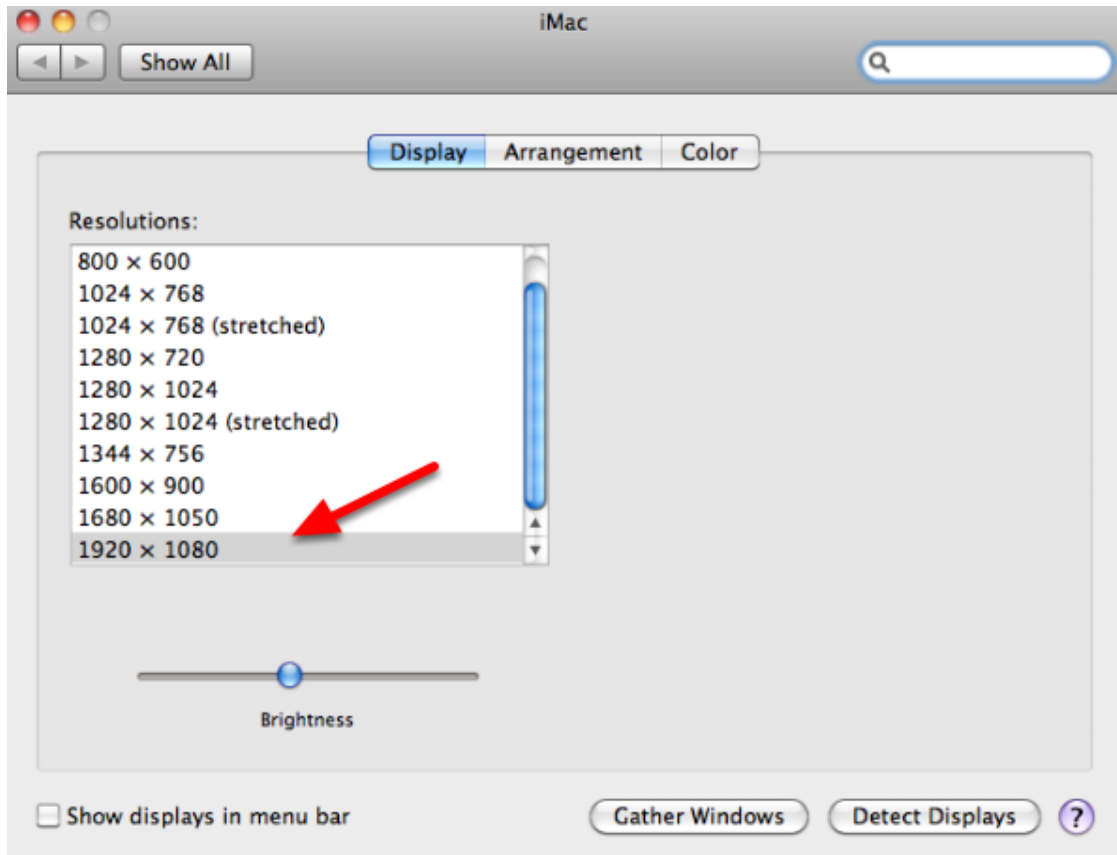 iMac
Show All
Display Arrangement Color
Resolutions:
800 × 600
1024 × 768
1024 × 768 (stretched)
1280 × 720
1280 × 1024
1280 × 1024 (stretched)
1344 × 756
1600 × 900
1680 × 1050
1920 × 1080
Brightness
Show displays in menu bar Gather Windows Detect Displays ?